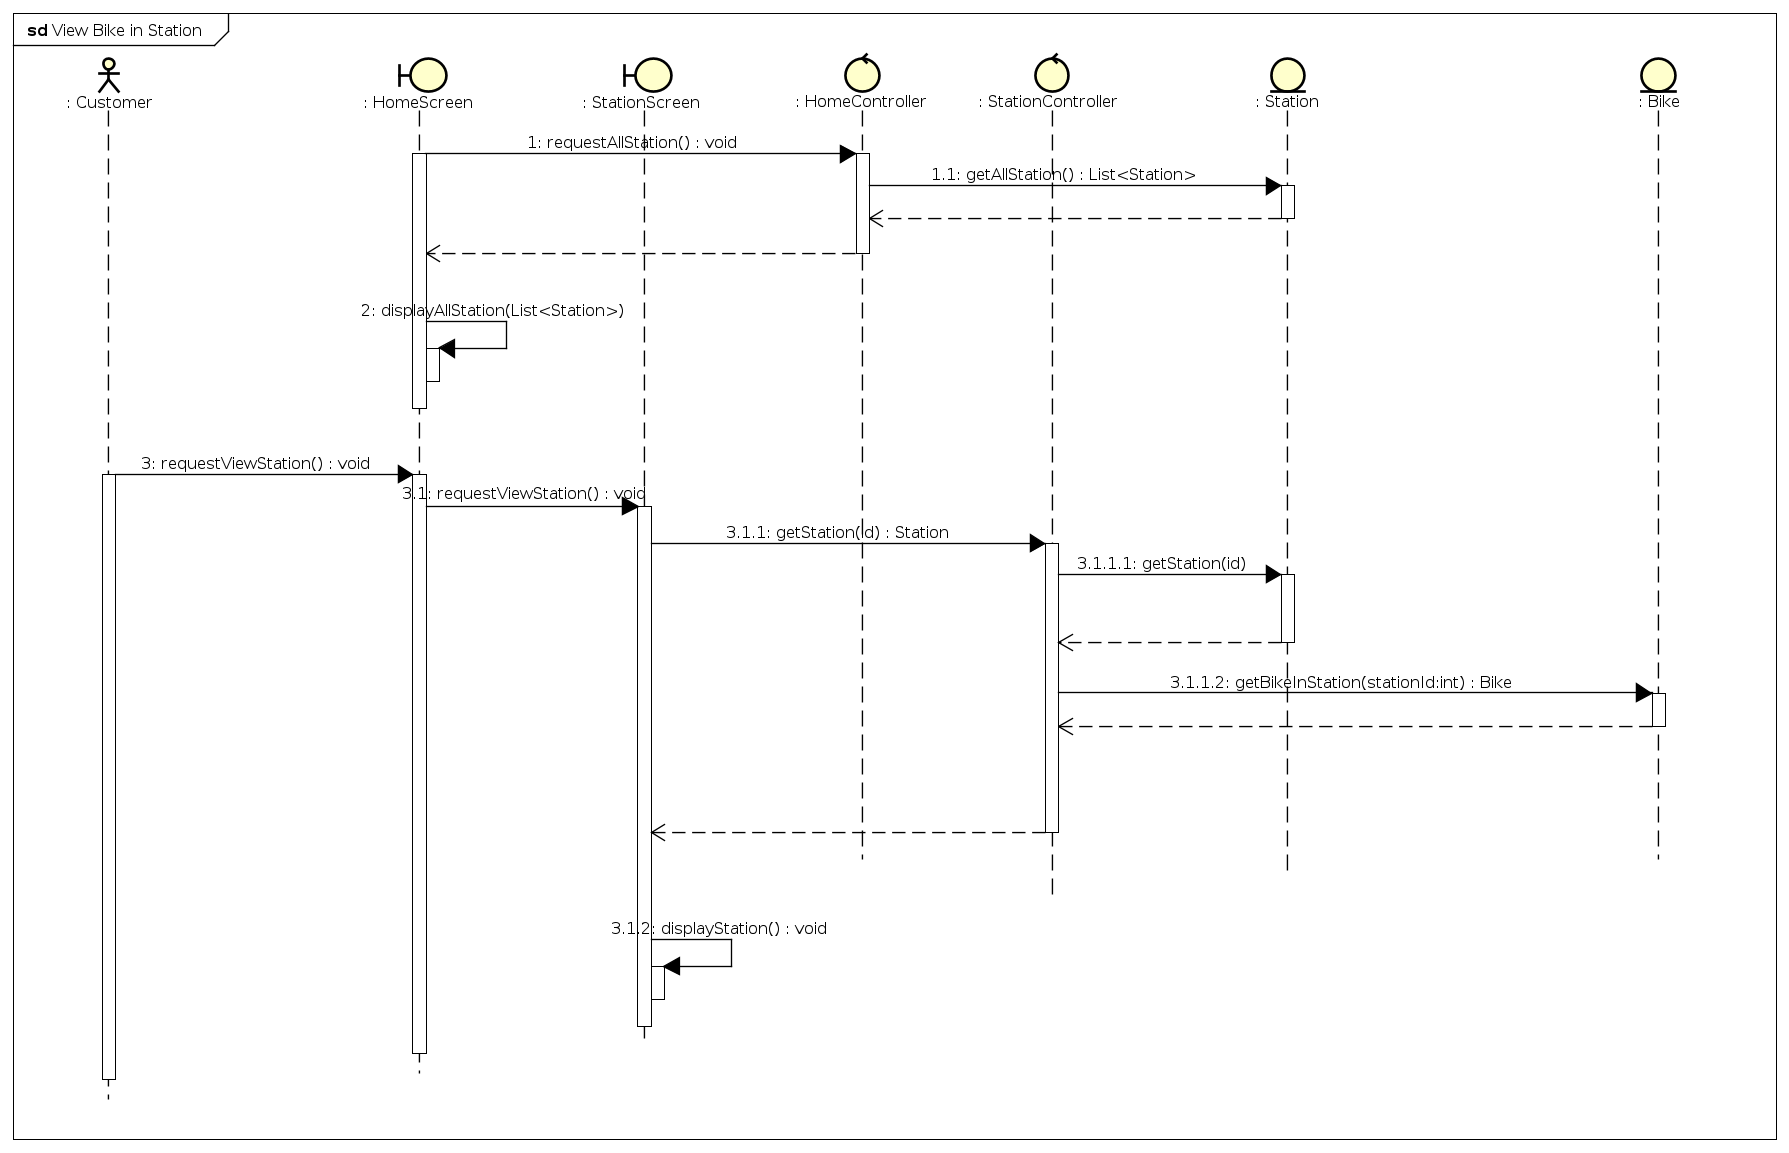 sd View Bike in Station
: Customer
: HomeScreen
: StationScreen
: HomeController
: StationController
: Station
: Bike
1: requestAllStation() : void
1.1: getAllStation() : List<Station>
2: displayAllStation(List<Station>)
3: requestViewStation() : void
3.1: requestViewStation() : void
3.1.1: getStation(id) : Station
3.1.1.1: getStation(id)
3.1.1.2: getBikeInStation(stationId:int) : Bike
3.1.2: displayStation() : void